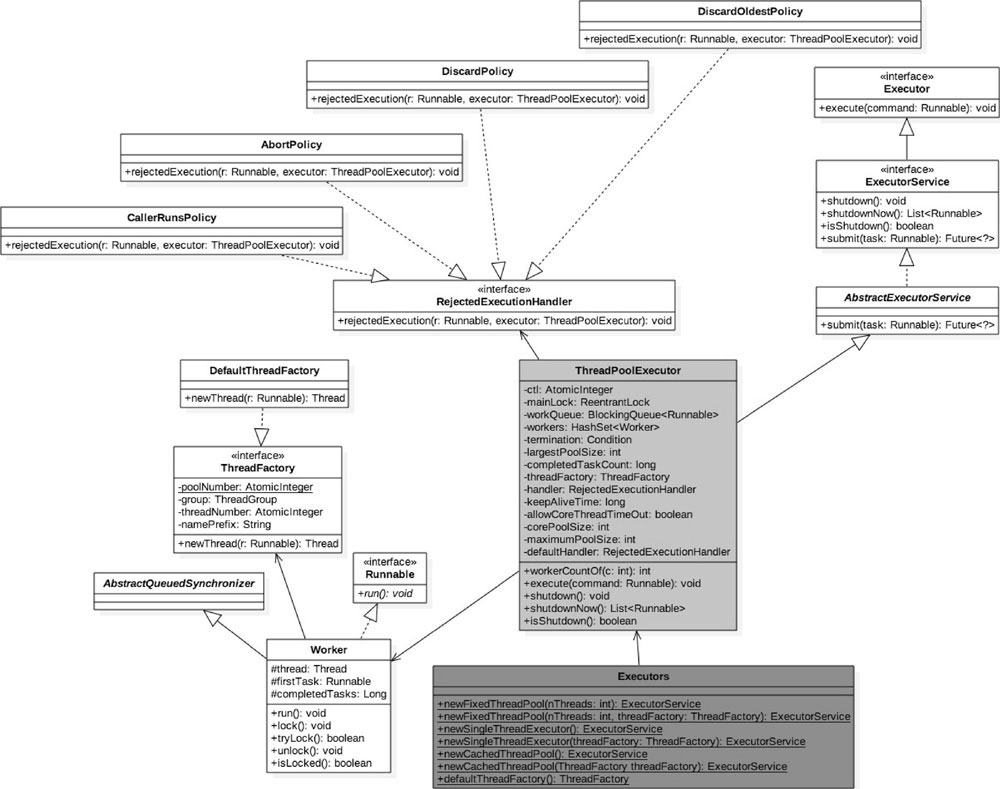 DiscardOldestPolicy
+rejectedExecution(r: Runnable, executor: ThreadPoolExecutor): void
DiscardPolicy
+rejectedExecution(r: Runnable, executor: ThreadPoolExecutor): void
«interface»
Executor
+execute(command: Runnable): void
AbortPolicy
+rejectedExecution(r: Runnable, executor: ThreadPoolExecutor): void
«interface»
ExecutorService
+shutdown(): void
+shutdownNow(): List<Runnable>
+isShutdown(): boolean
+submit(task: Runnable): Future<?>
CallerRunsPolicy
+rejectedExecution(r: Runnable, executor: ThreadPoolExecutor): void
«interface»
RejectedExecutionHandler
+rejectedExecution(r: Runnable, executor: ThreadPoolExecutor): void
AbstractExecutorService
+submit(task: Runnable): Future<?>
DefaultThreadFactory
+newThread(r: Runnable): Thread
ThreadPoolExecutor
-ctl: AtomicInteger
-mainLock: ReentrantLock
-workQueue: BlockingQueue<Runnable>
-workers: HashSet<Worker>
-termination: Condition
-largestPoolSize: int
-completedTaskCount: long
-threadFactory: ThreadFactory
-handler: RejectedExecutionHandler
-keepAliveTime: long
-allowCoreThreadTimeOut: boolean
-corePoolSize: int
-maximumPoolSize: int
-defaultHandler: RejectedExecutionHandler
+workerCountOf(c: int): int
+execute(command: Runnable): void
+shutdown(): void
+shutdownNow(): List<Runnable>
+isShutdown(): boolean
«interface»
ThreadFactory
-poolNumber: AtomicInteger
-group: ThreadGroup
-threadNumber: AtomicInteger
-namePrefix: String
+newThread(r: Runnable): Thread
«interface»
Runnable
+run(): void
AbstractQueuedSynchronizer
Worker
#thread: Thread
#firstTask: Runnable
#completedTasks: Long
+run(): void
+lock(): void
+tryLock(): boolean
+unlock(): void
+isLocked(): boolean
Executors
+newFixedThreadPool(nThreads: int): ExecutorService
+newFixedThreadPool(nThreads: int, threadFactory: ThreadFactory): ExecutorService
+newSingleThreadExecutor(): ExecutorService
+newSingleThreadExecutor(threadFactory: ThreadFactory): ExecutorService
+newCachedThreadPool(): ExecutorService
+newCachedThreadPool(ThreadFactory threadFactory): ExecutorService
+defaultThreadFactory(): ThreadFactory